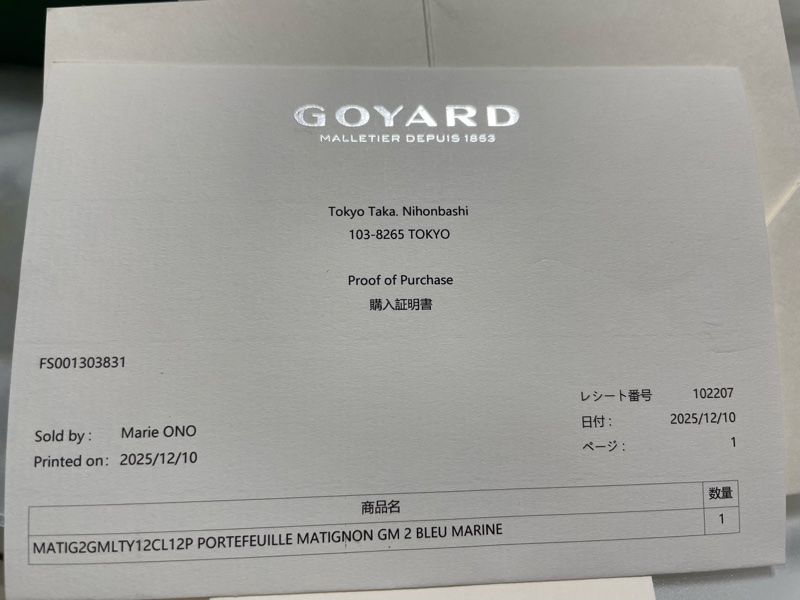 GOYARD
MALLETIER DEPUIS 1853
Tokyo Taka. Nihonbashi
103-8265 TOKYO
Proof of Purchase
購入証明書
FS001303831
レシート番号 102207
Sold by : Marie ONO
日付 : 2025/12/10
Printed on: 2025/12/10
ページ : 1
商品名 数量
MATIG2GMLTY12CL12P PORTEFEUILLE MATIGNON GM 2 BLEU MARINE 1